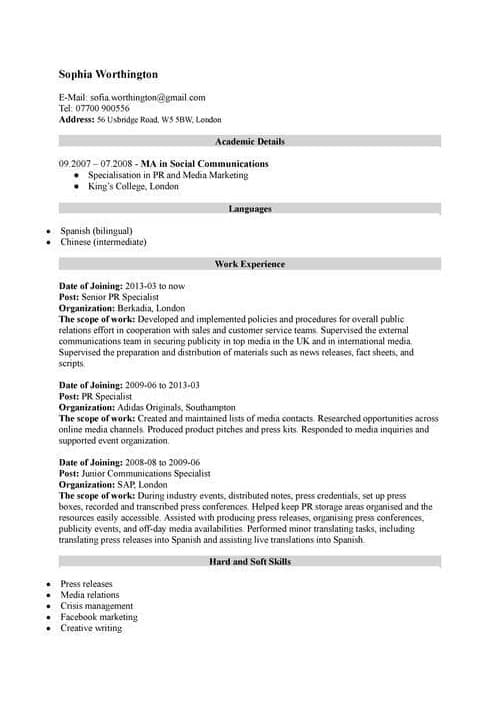 Sophia Worthington
E-Mail: sofia.worthington@gmail.com
Tel: 07700 900556
Address: 56 Usbridge Road, W5 5BW, London
Academic Details
09.2007 – 07.2008 - MA in Social Communications
● Specialisation in PR and Media Marketing
● King's College, London
Languages
● Spanish (bilingual)
● Chinese (intermediate)
Work Experience
Date of Joining: 2013-03 to now
Post: Senior PR Specialist
Organization: Berkadia, London
The scope of work: Developed and implemented policies and procedures for overall public
relations effort in cooperation with sales and customer service teams. Supervised the external
communications team in securing publicity in top media in the UK and in international media.
Supervised the preparation and distribution of materials such as news releases, fact sheets, and
scripts.
Date of Joining: 2009-06 to 2013-03
Post: PR Specialist
Organization: Adidas Originals, Southampton
The scope of work: Created and maintained lists of media contacts. Researched opportunities across
online media channels. Produced product pitches and press kits. Responded to media inquiries and
supported event organization.
Date of Joining: 2008-08 to 2009-06
Post: Junior Communications Specialist
Organization: SAP, London
The scope of work: During industry events, distributed notes, press credentials, set up press
boxes, recorded and transcribed press conferences. Helped keep PR storage areas organised and the
resources easily accessible. Assisted with producing press releases, organising press conferences,
publicity events, and off-day media availabilities. Performed minor translating tasks, including
translating press releases into Spanish and assisting live translations into Spanish.
Hard and Soft Skills
● Press releases
● Media relations
● Crisis management
● Facebook marketing
● Creative writing